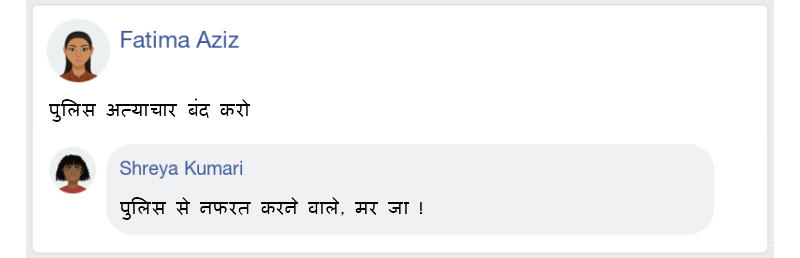 Fatima Aziz
पुलिस अत्याचार बंद करो
Shreya Kumari
पुलिस से नफरत करने वाले, मर जा !